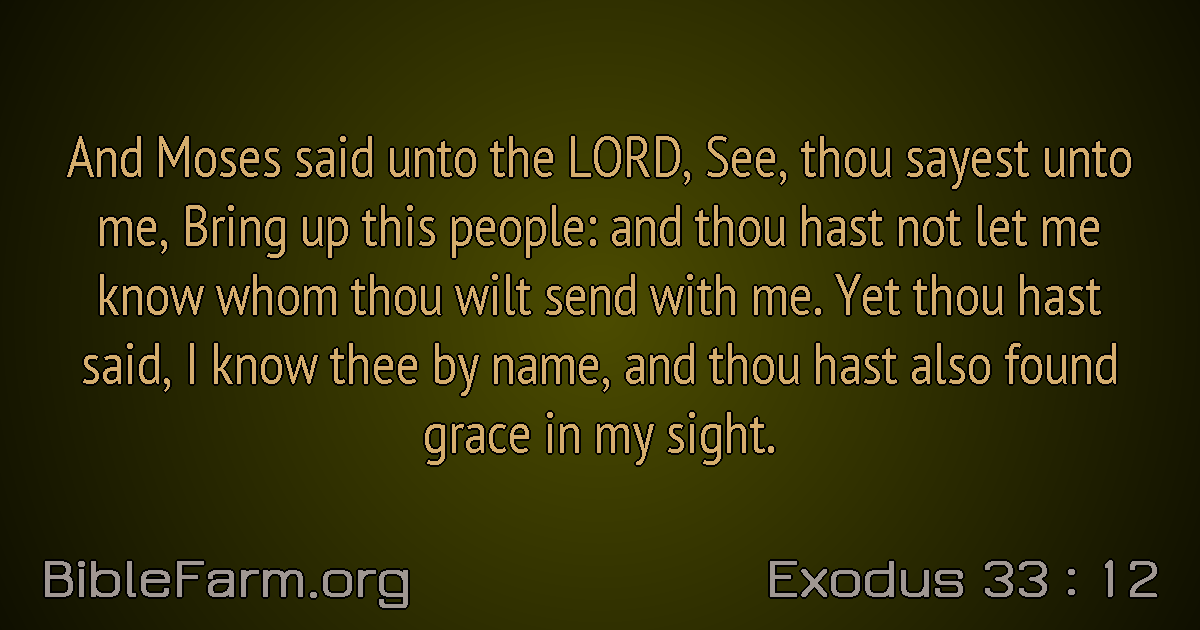 And Moses said unto the LORD, See, thou sayest unto
me, Bring up this people: and thou hast not let me
know whom thou wilt send with me. Yet thou hast
said, I know thee by name, and thou hast also found
grace in my sight.
BibleFarm.org
Exodus 33 : 12